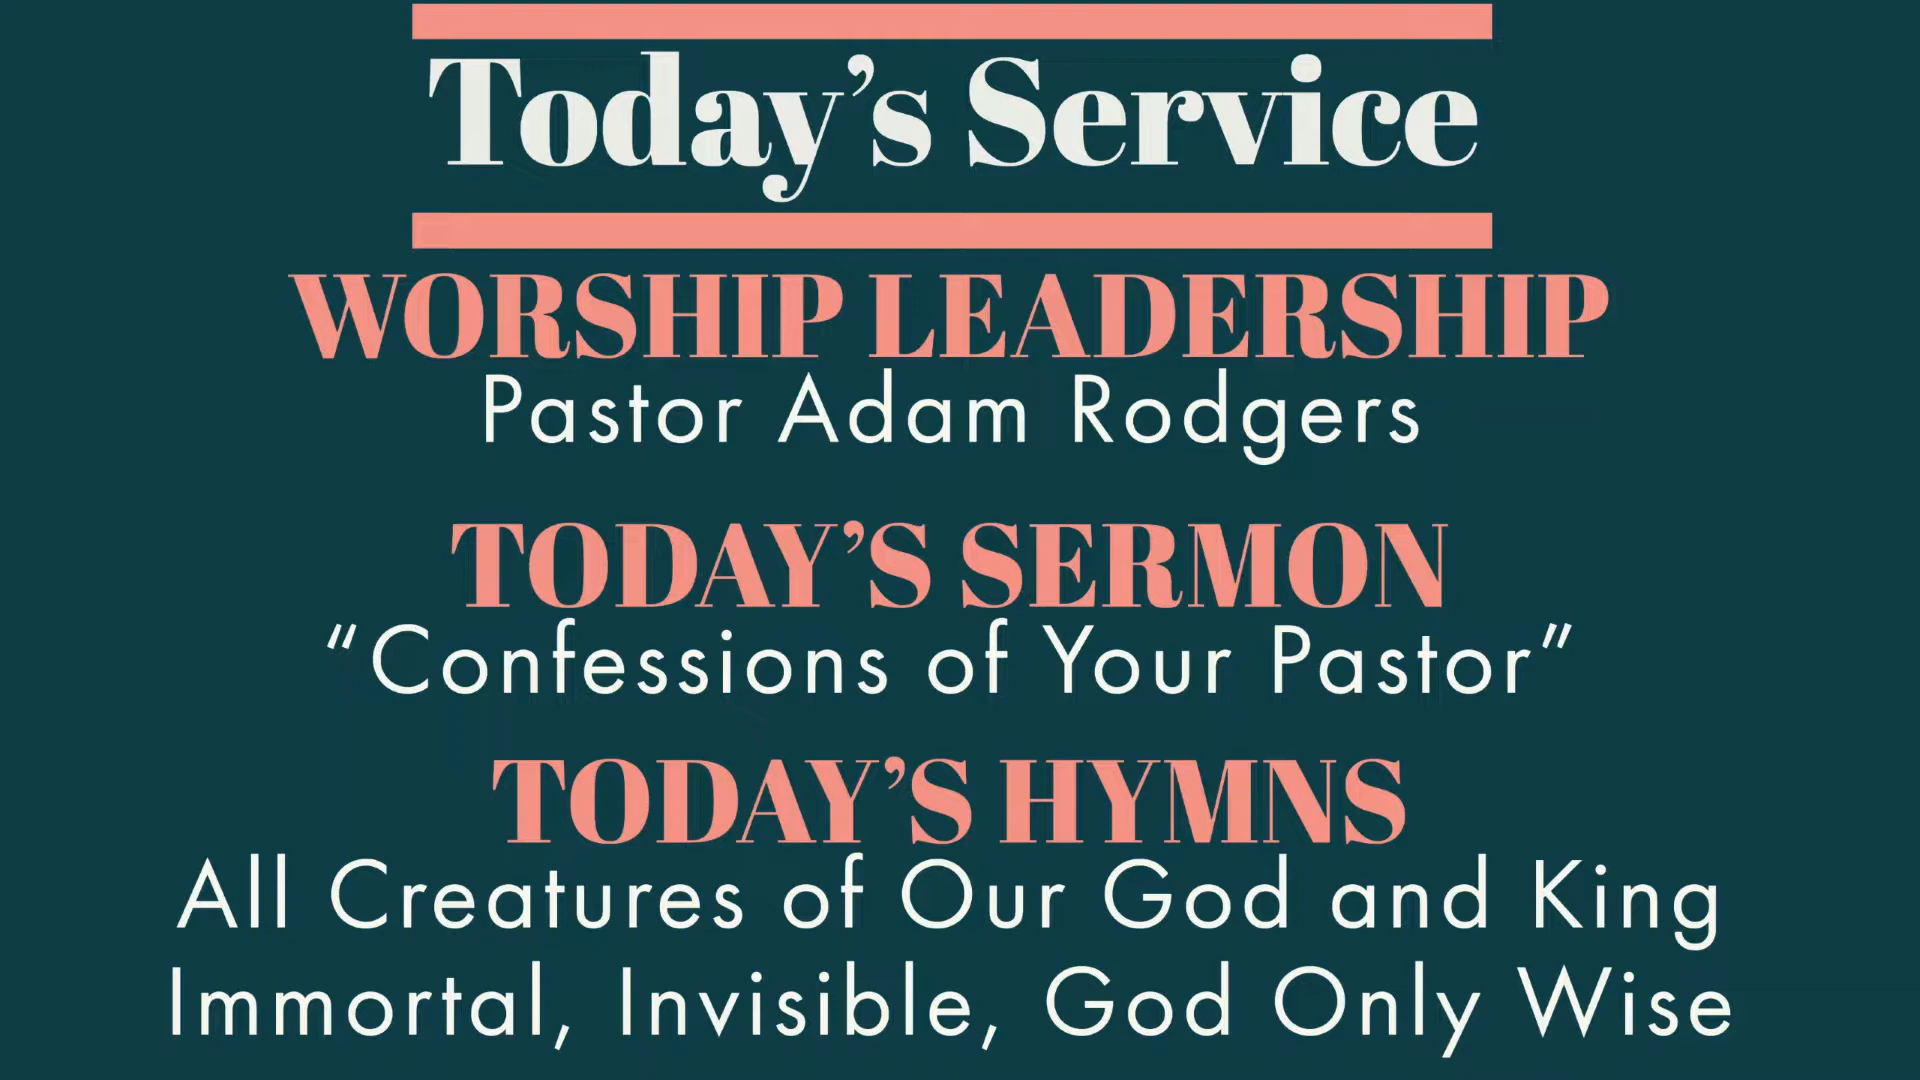 Today’s Service
WORSHIP LEADERSHIP
Pastor Adam Rodgers
TODAY’S SERMON
“Confessions of Your Pastor”
TODAY’S HYMNS
All Creatures of Our God and King
Immortal, Invisible, God Only Wise